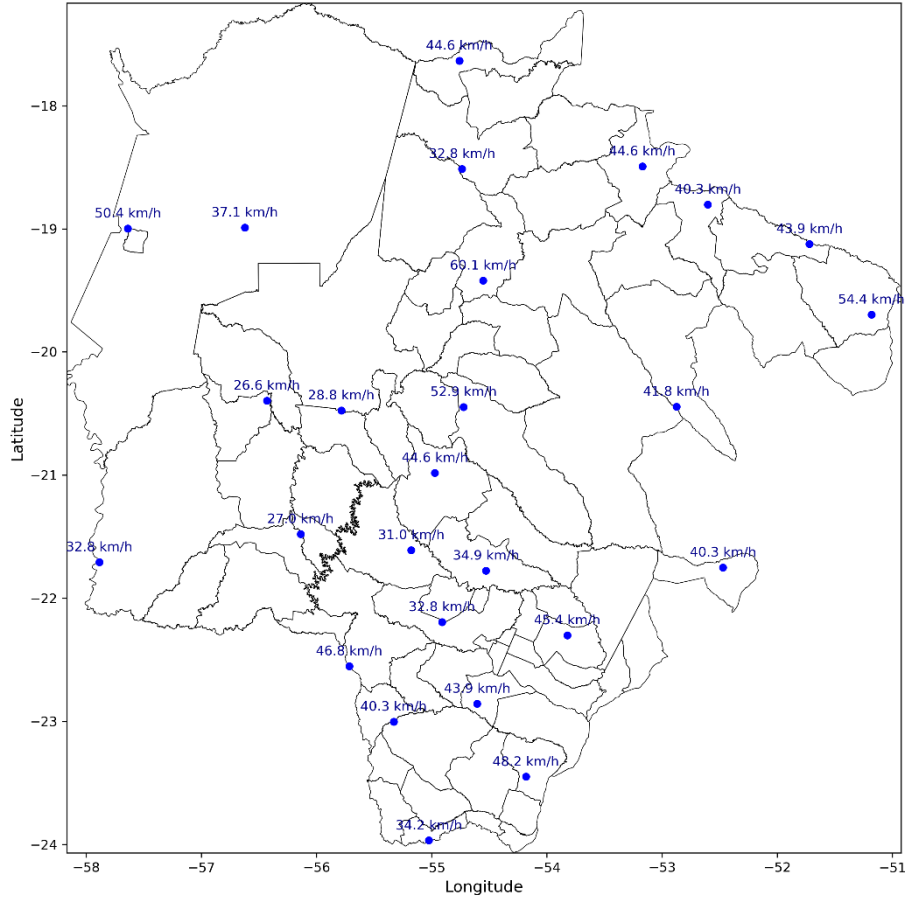 44.6 km/h
−18
32.8 km/h
44.6 km/h
40.3 km/h
50.4 km/h
37.1 km/h
43.9 km/h
−19
60.1 km/h
54.4 km/h
−20
26.6 km/h
28.8 km/h
52.9 km/h
41.8 km/h
Latitude
44.6 km/h
−21
27.0 km/h
31.0 km/h
34.9 km/h
32.8 km/h
40.3 km/h
−22
32.8 km/h
45.4 km/h
46.8 km/h
43.9 km/h
40.3 km/h
−23
48.2 km/h
34.2 km/h
−24
−58 −57 −56 −55 −54 −53 −52 −51
Longitude